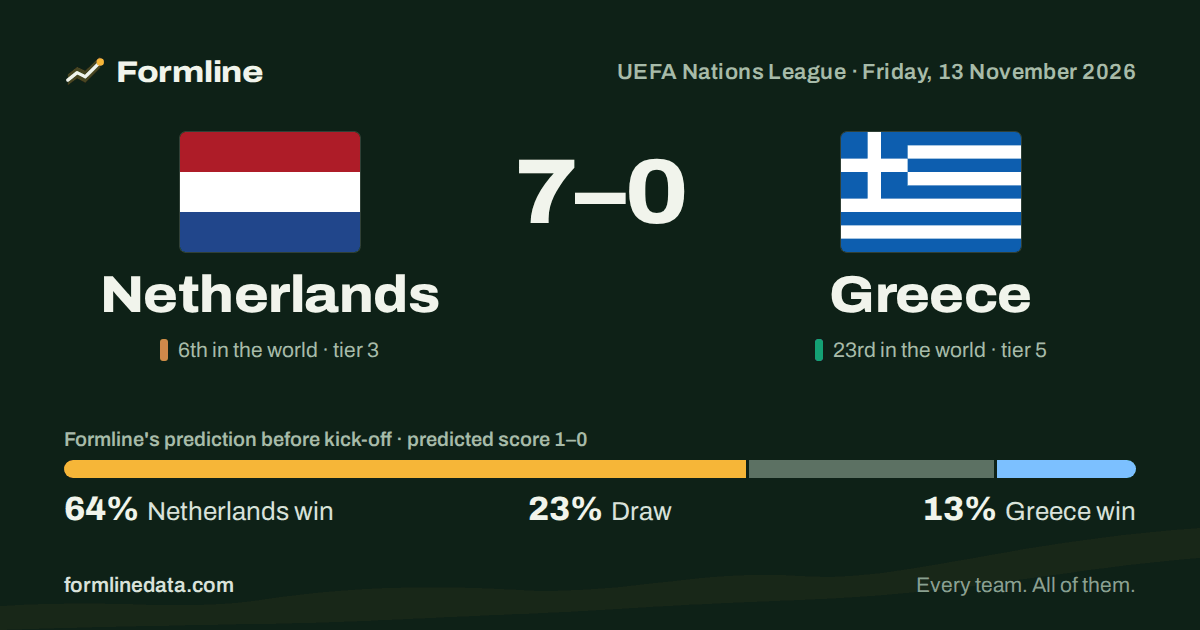 Formline
UEFA Nations League · Friday, 13 November 2026
7–0
Netherlands
Greece
6th in the world · tier 3
23rd in the world · tier 5
Formline's prediction before kick-off · predicted score 1–0
64% Netherlands win
23% Draw
13% Greece win
formlinedata.com
Every team. All of them.